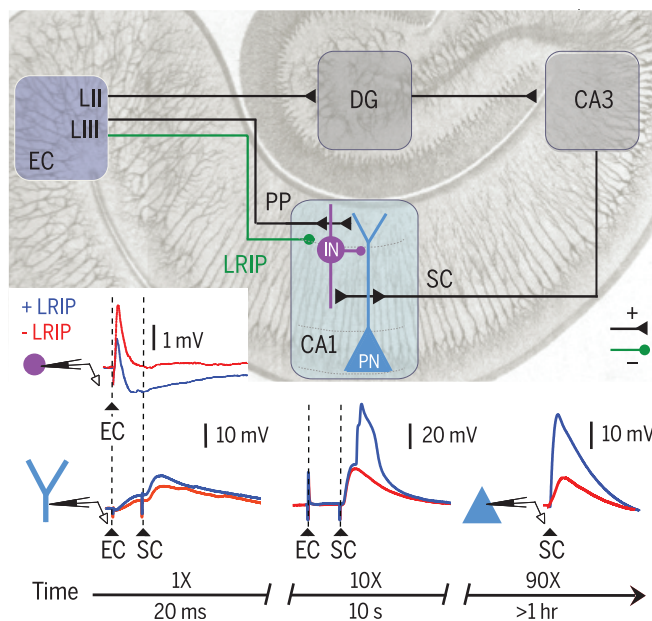 LII
LIII
EC
DG
CA3
PP
LRIP
IN
SC
CA1
PN
+
−
+ LRIP
- LRIP
1 mV
EC
10 mV
20 mV
10 mV
EC
SC
EC
SC
SC
Time
1X
10X
90X
20 ms
10 s
>1 hr